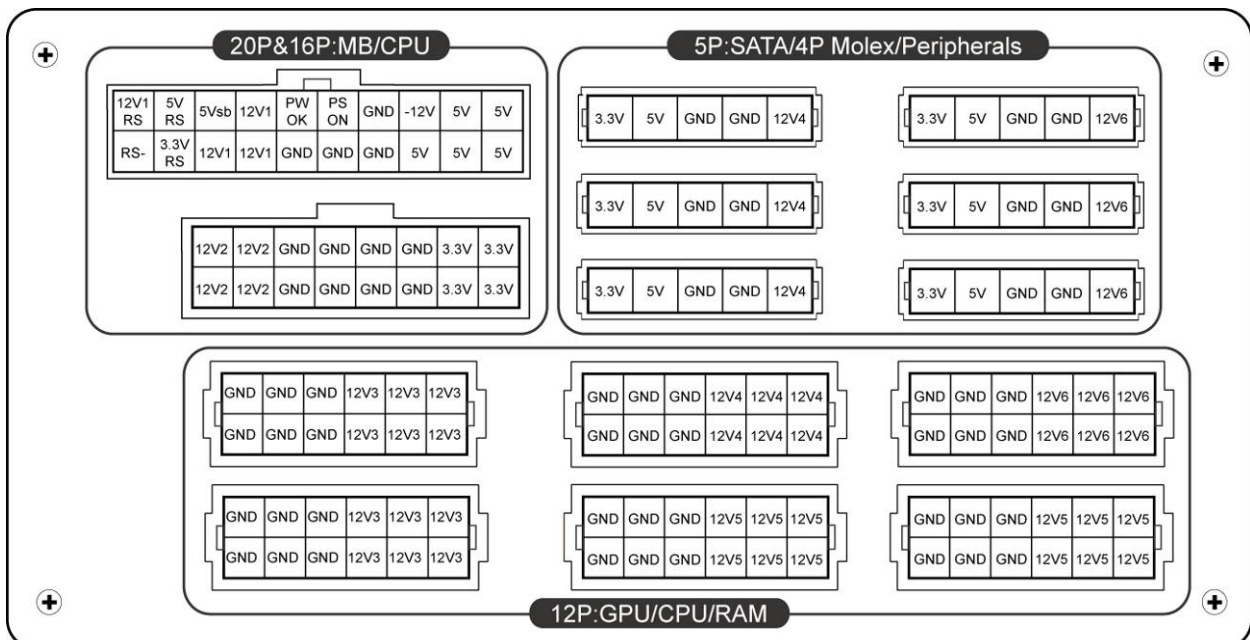 20P&16P:MB/CPU
12V1 RS 5V RS 5Vsb 12V1 PW OK PS ON GND -12V 5V 5V
RS- 3.3V RS 12V1 12V1 GND GND GND 5V 5V 5V
12V2 12V2 GND GND GND GND 3.3V 3.3V
12V2 12V2 GND GND GND GND 3.3V 3.3V
5P:SATA/4P Molex/Peripherals
3.3V 5V GND GND 12V4
3.3V 5V GND GND 12V6
3.3V 5V GND GND 12V4
3.3V 5V GND GND 12V6
3.3V 5V GND GND 12V4
3.3V 5V GND GND 12V6
GND GND GND 12V3 12V3 12V3
GND GND GND 12V3 12V3 12V3
GND GND GND 12V4 12V4 12V4
GND GND GND 12V4 12V4 12V4
GND GND GND 12V6 12V6 12V6
GND GND GND 12V6 12V6 12V6
GND GND GND 12V3 12V3 12V3
GND GND GND 12V3 12V3 12V3
GND GND GND 12V5 12V5 12V5
GND GND GND 12V5 12V5 12V5
GND GND GND 12V5 12V5 12V5
GND GND GND 12V5 12V5 12V5
12P:GPU/CPU/RAM